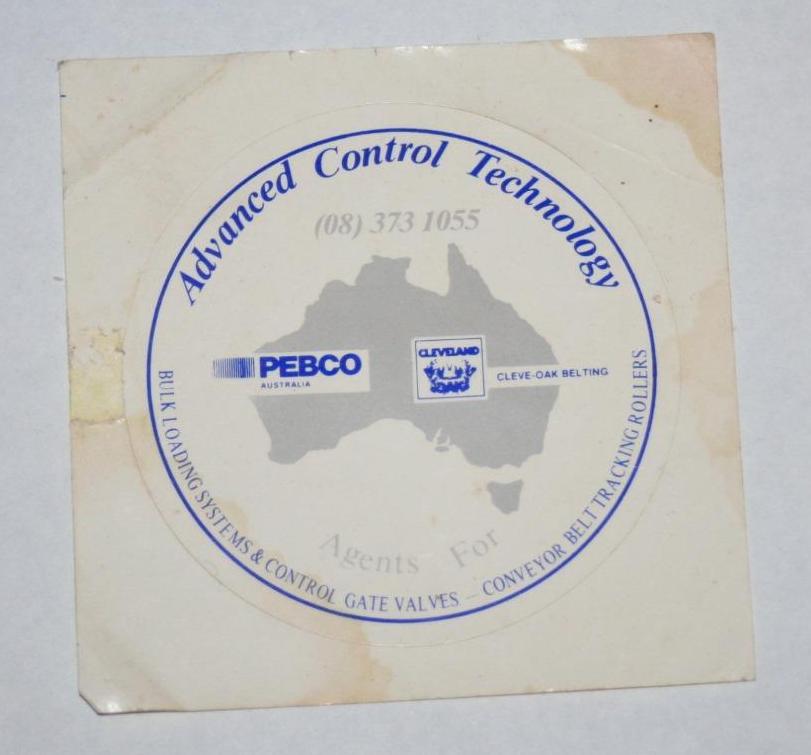 Advanced Control Technology
(08) 373 1055
PEBCO
AUSTRALIA
CLEVELAND
OAK
CLEVE-OAK BELTING
Agents For
BULK LOADING SYSTEMS & CONTROL GATE VALVES – CONVEYOR BELT TRACKING ROLLERS